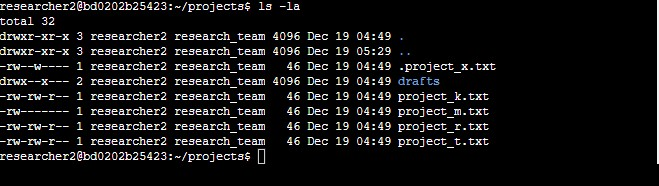 researcher2@bd0202b25423:~/projects$ ls -la
total 32
drwxr-xr-x 3 researcher2 research_team 4096 Dec 19 04:49 .
drwxr-xr-x 3 researcher2 research_team 4096 Dec 19 05:29 ..
-rw--w---- 1 researcher2 research_team   46 Dec 19 04:49 .project_x.txt
drwx--x--- 2 researcher2 research_team 4096 Dec 19 04:49 drafts
-rw-rw-r-- 1 researcher2 research_team   46 Dec 19 04:49 project_k.txt
-rw------- 1 researcher2 research_team   46 Dec 19 04:49 project_m.txt
-rw-rw-r-- 1 researcher2 research_team   46 Dec 19 04:49 project_r.txt
-rw-rw-r-- 1 researcher2 research_team   46 Dec 19 04:49 project_t.txt
researcher2@bd0202b25423:~/projects$